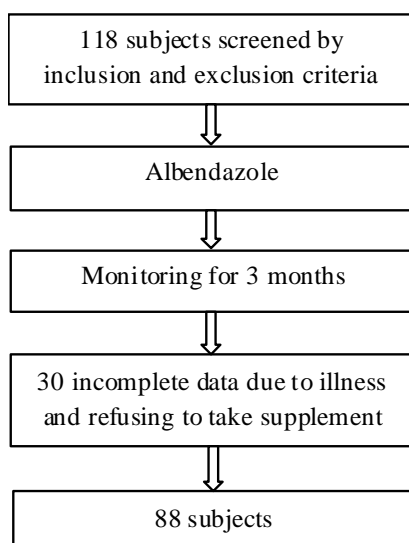 118 subjects screened by
inclusion and exclusion criteria
Albendazole
Monitoring for 3 months
30 incomplete data due to illness
and refusing to take supplement
88 subjects